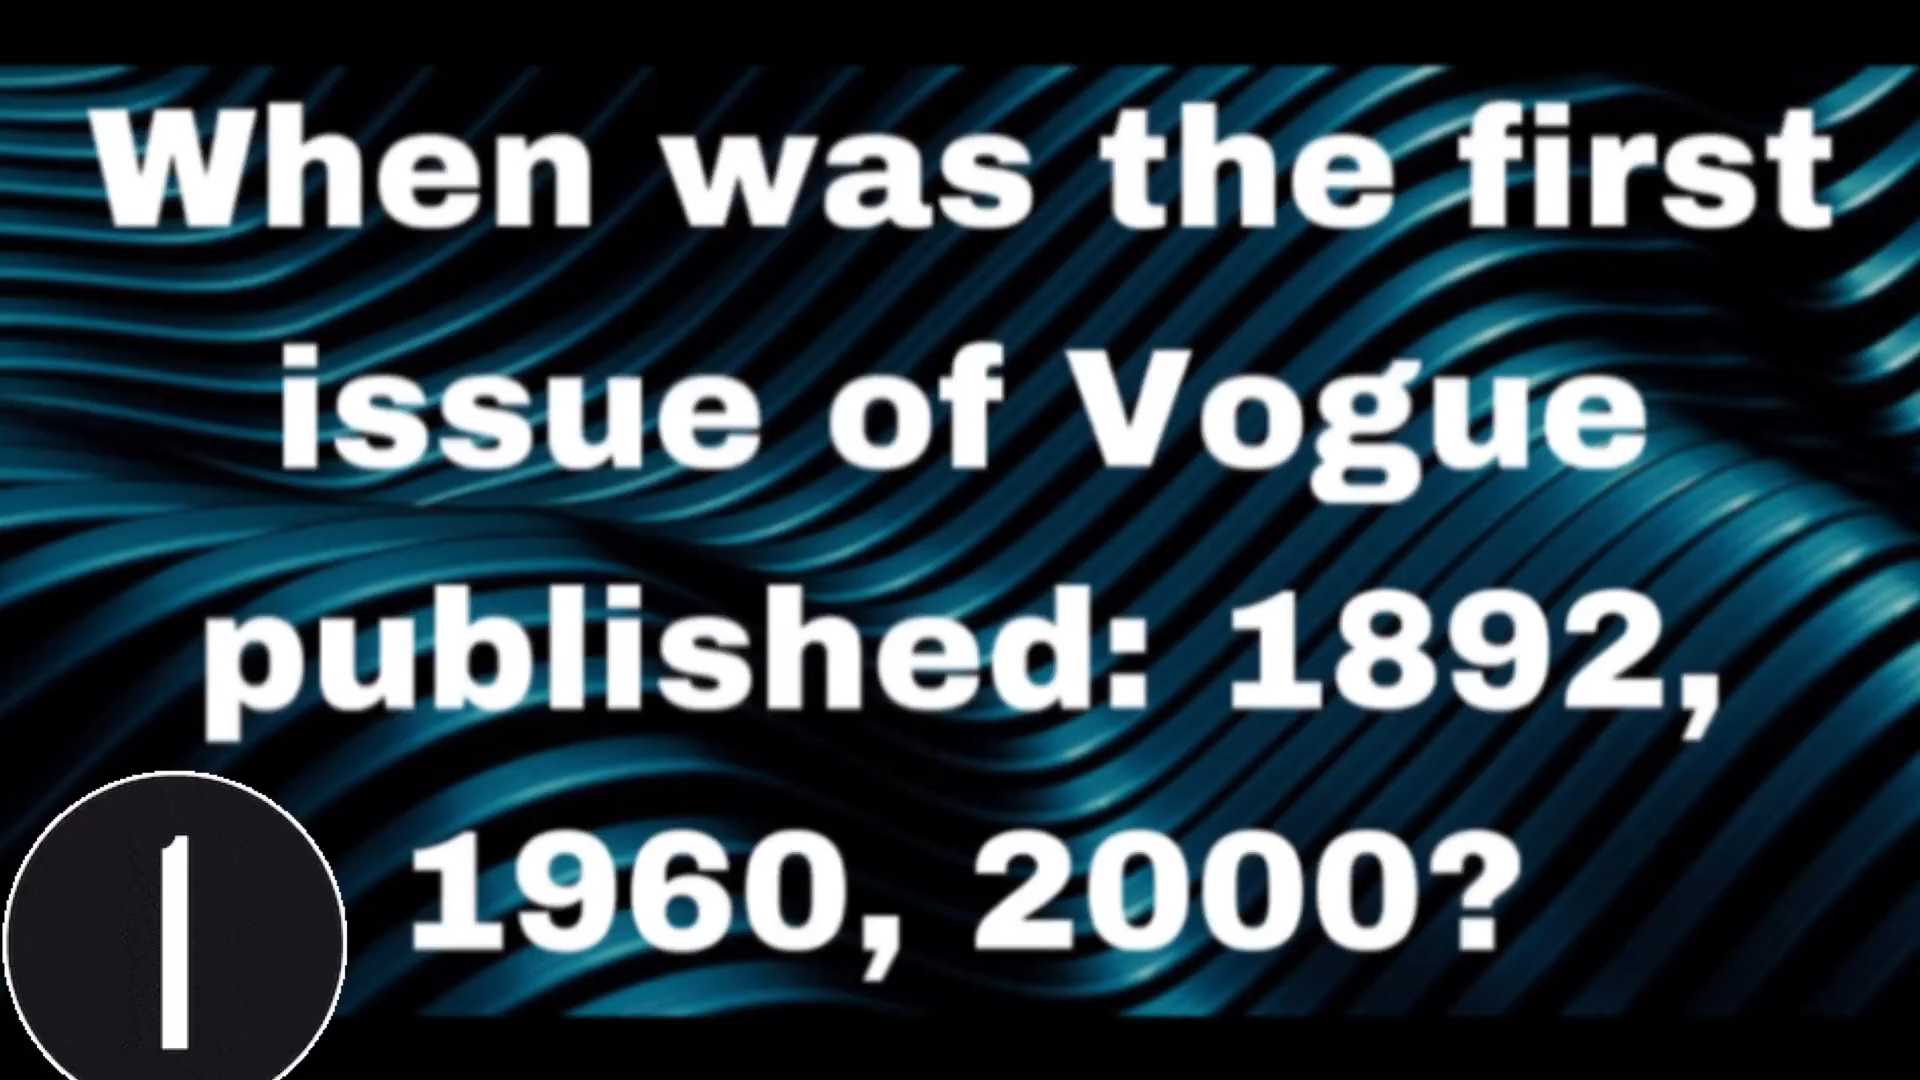 When was the first
issue of Vogue
published: 1892,
1960, 2000?
1